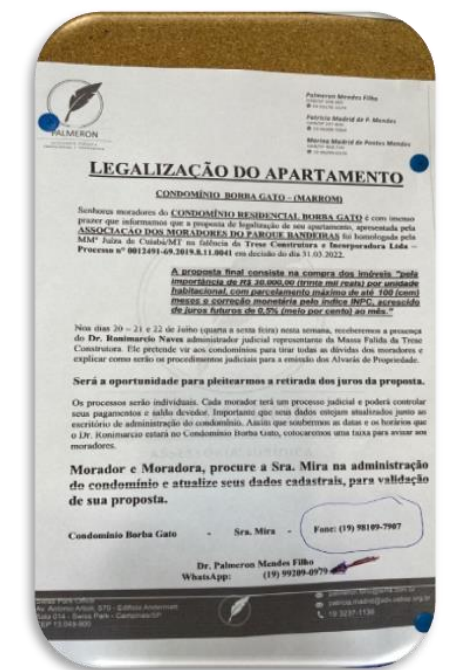 PALMERON
Palmeron Mendes Filho
Patrícia Madrid de P. Mendes
Marina Madrid de Pontes Mendes
LEGALIZAÇÃO DO APARTAMENTO
CONDOMÍNIO BORBA GATO – (MARROM)
Senhores moradores do CONDOMÍNIO RESIDENCIAL BORBA GATO é com imenso
prazer que informamos que a proposta de legalização de seu apartamento, apresentada pela
ASSOCIAÇÃO DOS MORADORES DO PARQUE BANDEIRAS foi homologada pela
MMª Juíza de Cuiabá/MT na falência da Trese Construtora e Incorporadora Ltda –
Processo nº 0012491-69.2019.8.11.0041 em decisão do dia 31.03.2022.
A proposta final consiste na compra dos imóveis "pela
importância de R$ 30.000,00 (trinta mil reais) por unidade
habitacional, com parcelamento máximo de até 100 (cem)
meses e correção monetária pelo índice INPC, acrescido
de juros futuros de 0,5% (meio por cento) ao mês."
Nos dias 20 – 21 e 22 de Julho (quarta a sexta feira) nesta semana, receberemos a presença
do Dr. Ronimarcio Naves administrador judicial representante da Massa Falida da Trese
Construtora. Ele pretende vir aos condomínios para tirar todas as dúvidas dos moradores e
explicar como serão os procedimentos judiciais para a emissão dos Alvarás de Propriedade.
Será a oportunidade para pleitearmos a retirada dos juros da proposta.
Os processos serão individuais. Cada morador terá um processo judicial e poderá controlar
seus pagamentos e saldo devedor. Importante que seus dados estejam atualizados junto ao
escritório de administração do condomínio. Assim que soubermos as datas e os horários que
o Dr. Ronimarcio estará no Condomínio Borba Gato, colocaremos uma faixa para avisar aos
moradores.
Morador e Moradora, procure a Sra. Mira na administração
do condomínio e atualize seus dados cadastrais, para validação
de sua proposta.
Condomínio Borba Gato - Sra. Mira - Fone: (19) 98109-7907
Dr. Palmeron Mendes Filho
WhatsApp: (19) 99209-0979
Swiss Park Office
Av. Antonio Artioli, 570 - Edifício Andermatt
Sala 014 - Swiss Park - Campinas/SP
CEP 13.049-900
19 3237-1136